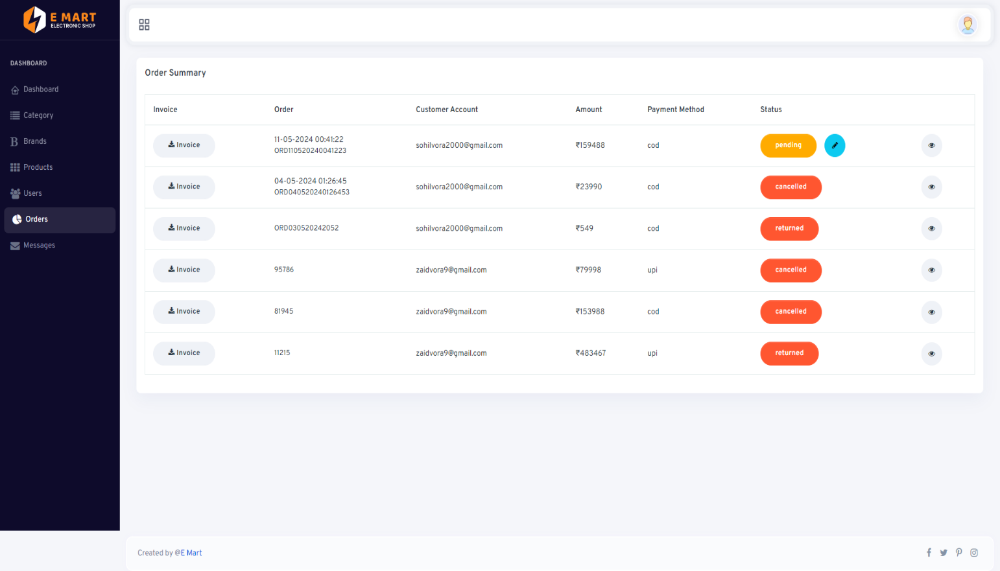 E MART
ELECTRONIC SHOP
DASHBOARD
Dashboard
Category
Brands
Products
Users
Orders
Messages
Order Summary
Invoice Order Customer Account Amount Payment Method Status
Invoice 11-05-2024 00:41:22 ORD110520240041223 sohilvora2000@gmail.com ₹159488 cod pending
Invoice 04-05-2024 01:26:45 ORD040520240126453 sohilvora2000@gmail.com ₹23990 cod cancelled
Invoice ORD030520242052 sohilvora2000@gmail.com ₹549 cod returned
Invoice 95786 zaidvora9@gmail.com ₹79998 upi cancelled
Invoice 81945 zaidvora9@gmail.com ₹153988 cod cancelled
Invoice 11215 zaidvora9@gmail.com ₹483467 upi returned
Created by @E Mart